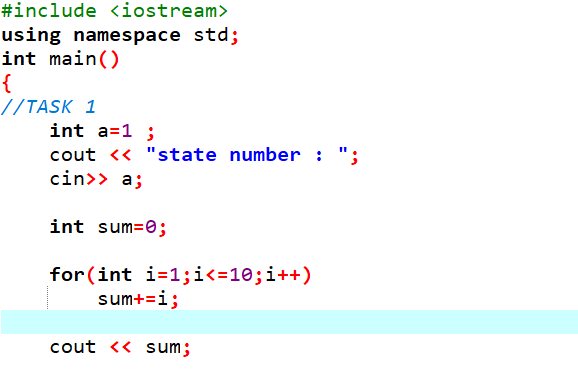 #include <iostream>
using namespace std;
int main()
{
//TASK 1
    int a=1 ;
    cout << "state number : ";
    cin>> a;

    int sum=0;

    for(int i=1;i<=10;i++)
        sum+=i;

    cout << sum;